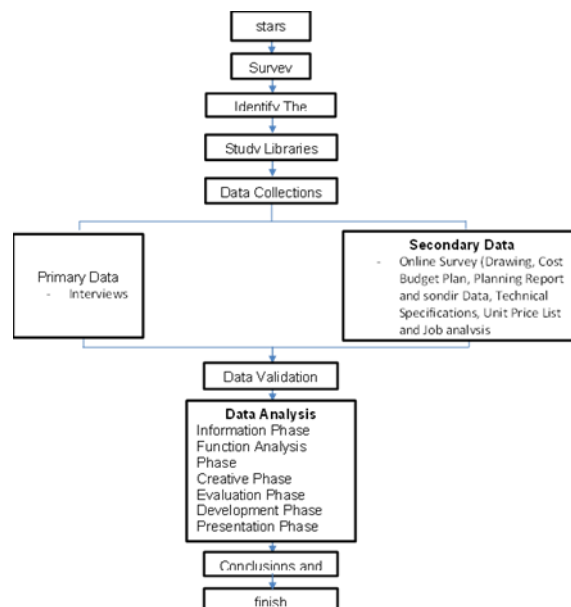 stars
Survey
Identify The
Study Libraries
Data Collections
Primary Data
- Interviews
Secondary Data
- Online Survey (Drawing, Cost
Budget Plan, Planning Report
and sondir Data, Technical
Specifications, Unit Price List
and Job analysis
Data Validation
Data Analysis
Information Phase
Function Analysis
Phase
Creative Phase
Evaluation Phase
Development Phase
Presentation Phase
Conclusions and
finish